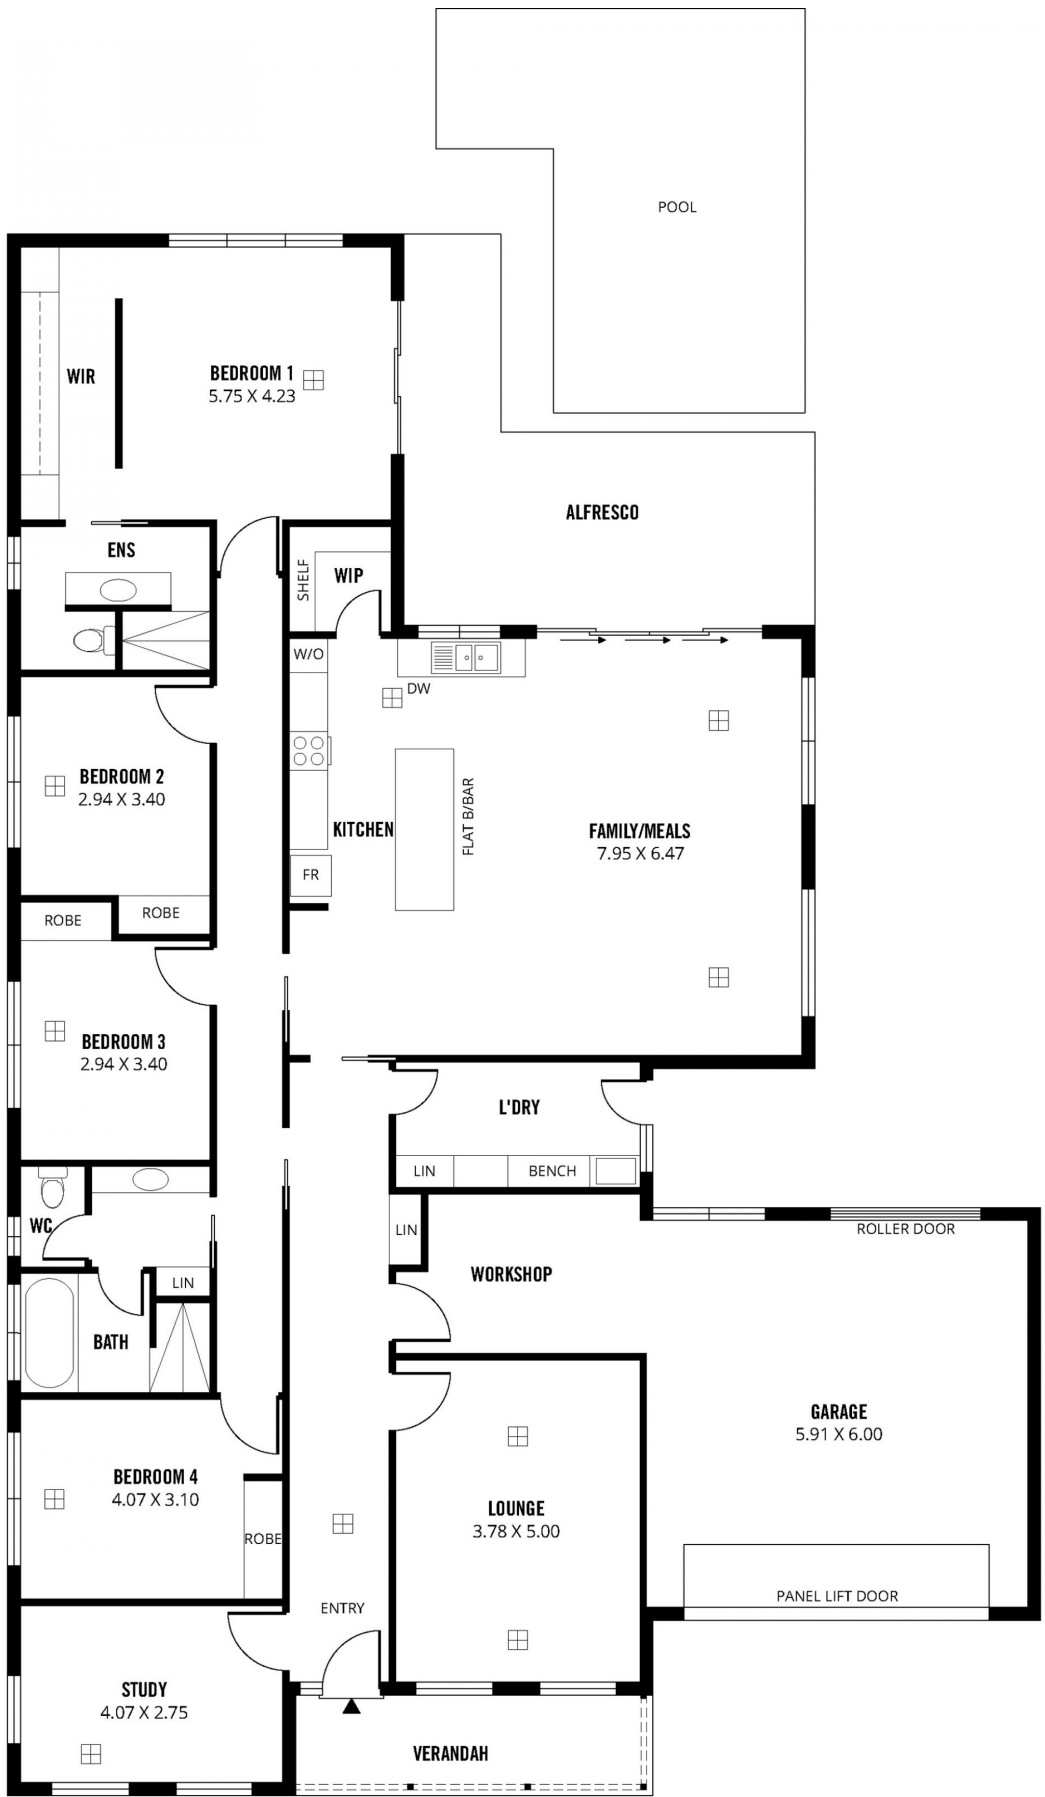 POOL
WIR
BEDROOM 1
5.75 X 4.23
ALFRESCO
ENS
SHELF
WIP
W/O
DW
BEDROOM 2
2.94 X 3.40
KITCHEN
FLAT B/BAR
FAMILY/MEALS
7.95 X 6.47
FR
ROBE
ROBE
BEDROOM 3
2.94 X 3.40
L'DRY
LIN
BENCH
WC
LIN
ROLLER DOOR
WORKSHOP
LIN
BATH
GARAGE
5.91 X 6.00
BEDROOM 4
4.07 X 3.10
LOUNGE
3.78 X 5.00
ROBE
PANEL LIFT DOOR
ENTRY
STUDY
4.07 X 2.75
VERANDAH